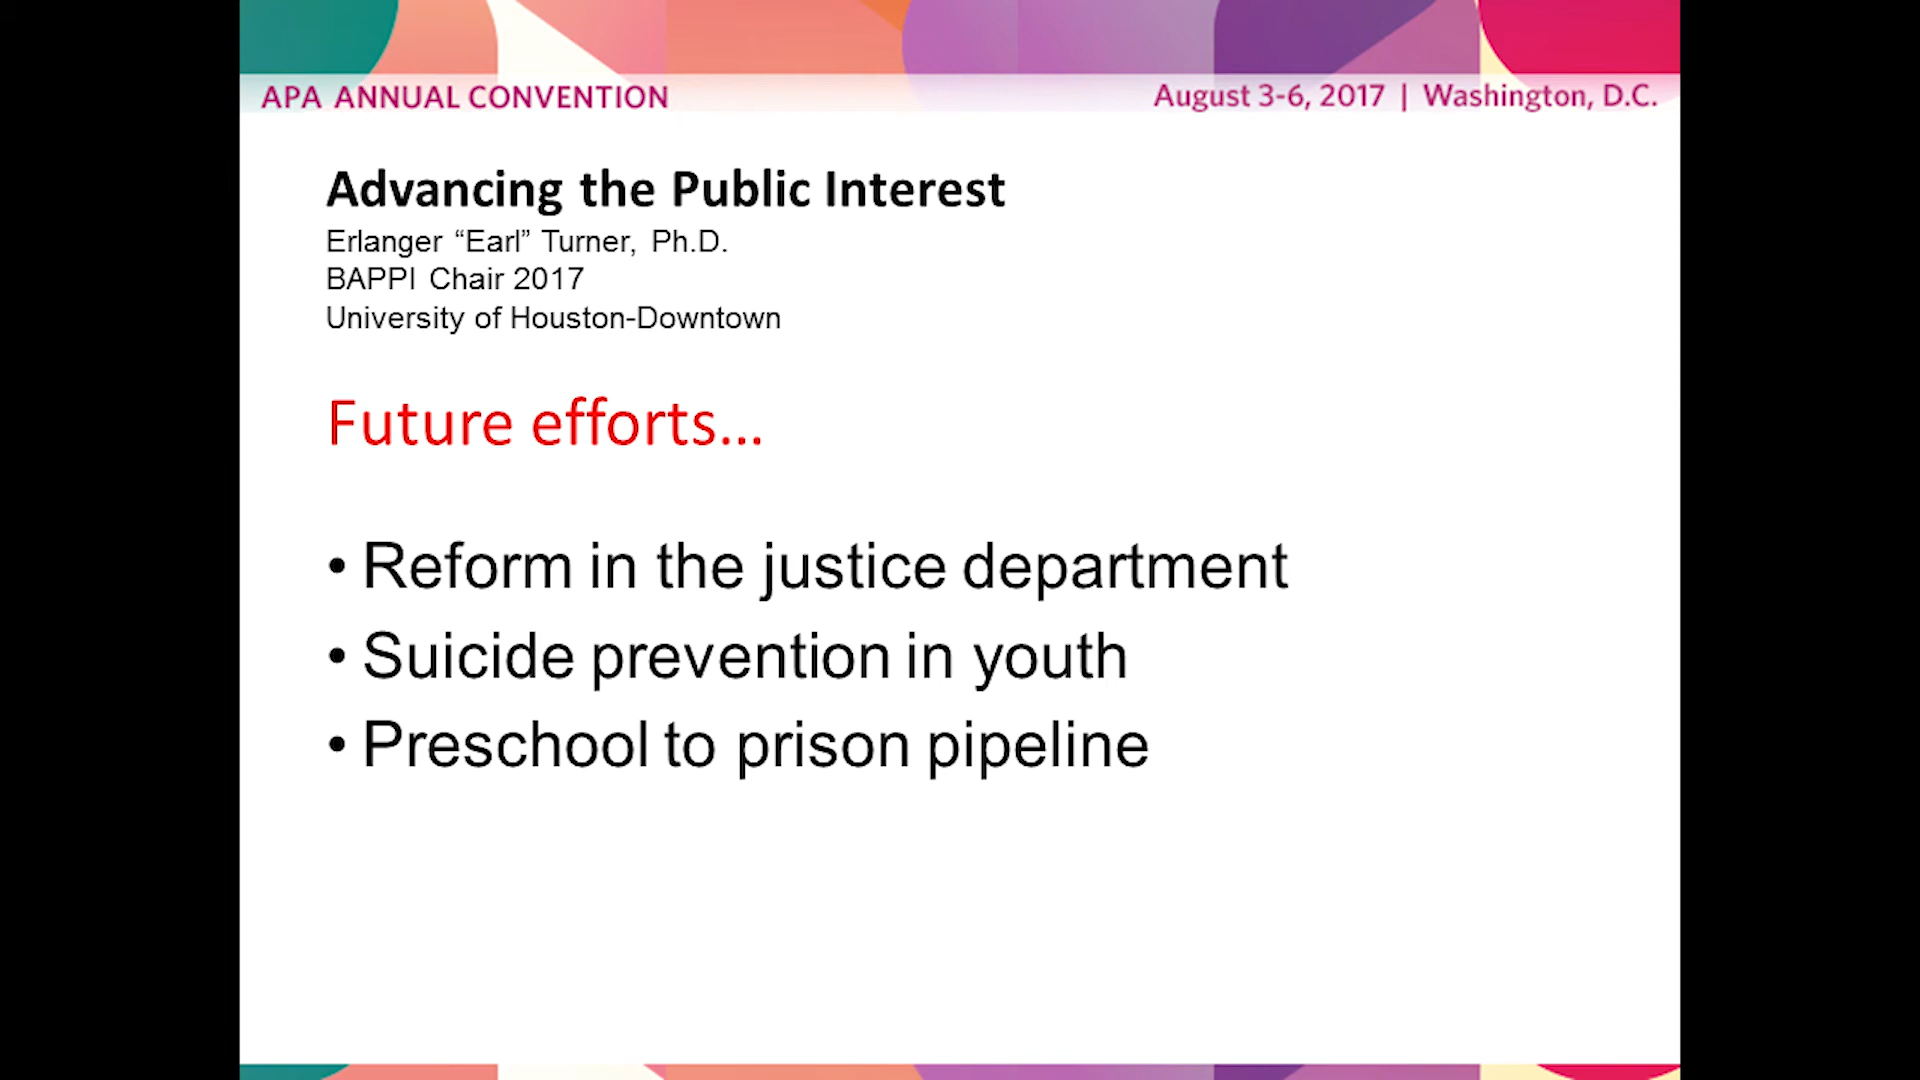 APA ANNUAL CONVENTION
August 3-6, 2017 | Washington, D.C.
Advancing the Public Interest
Erlanger “Earl” Turner, Ph.D.
BAPPI Chair 2017
University of Houston-Downtown
Future efforts...
• Reform in the justice department
• Suicide prevention in youth
• Preschool to prison pipeline